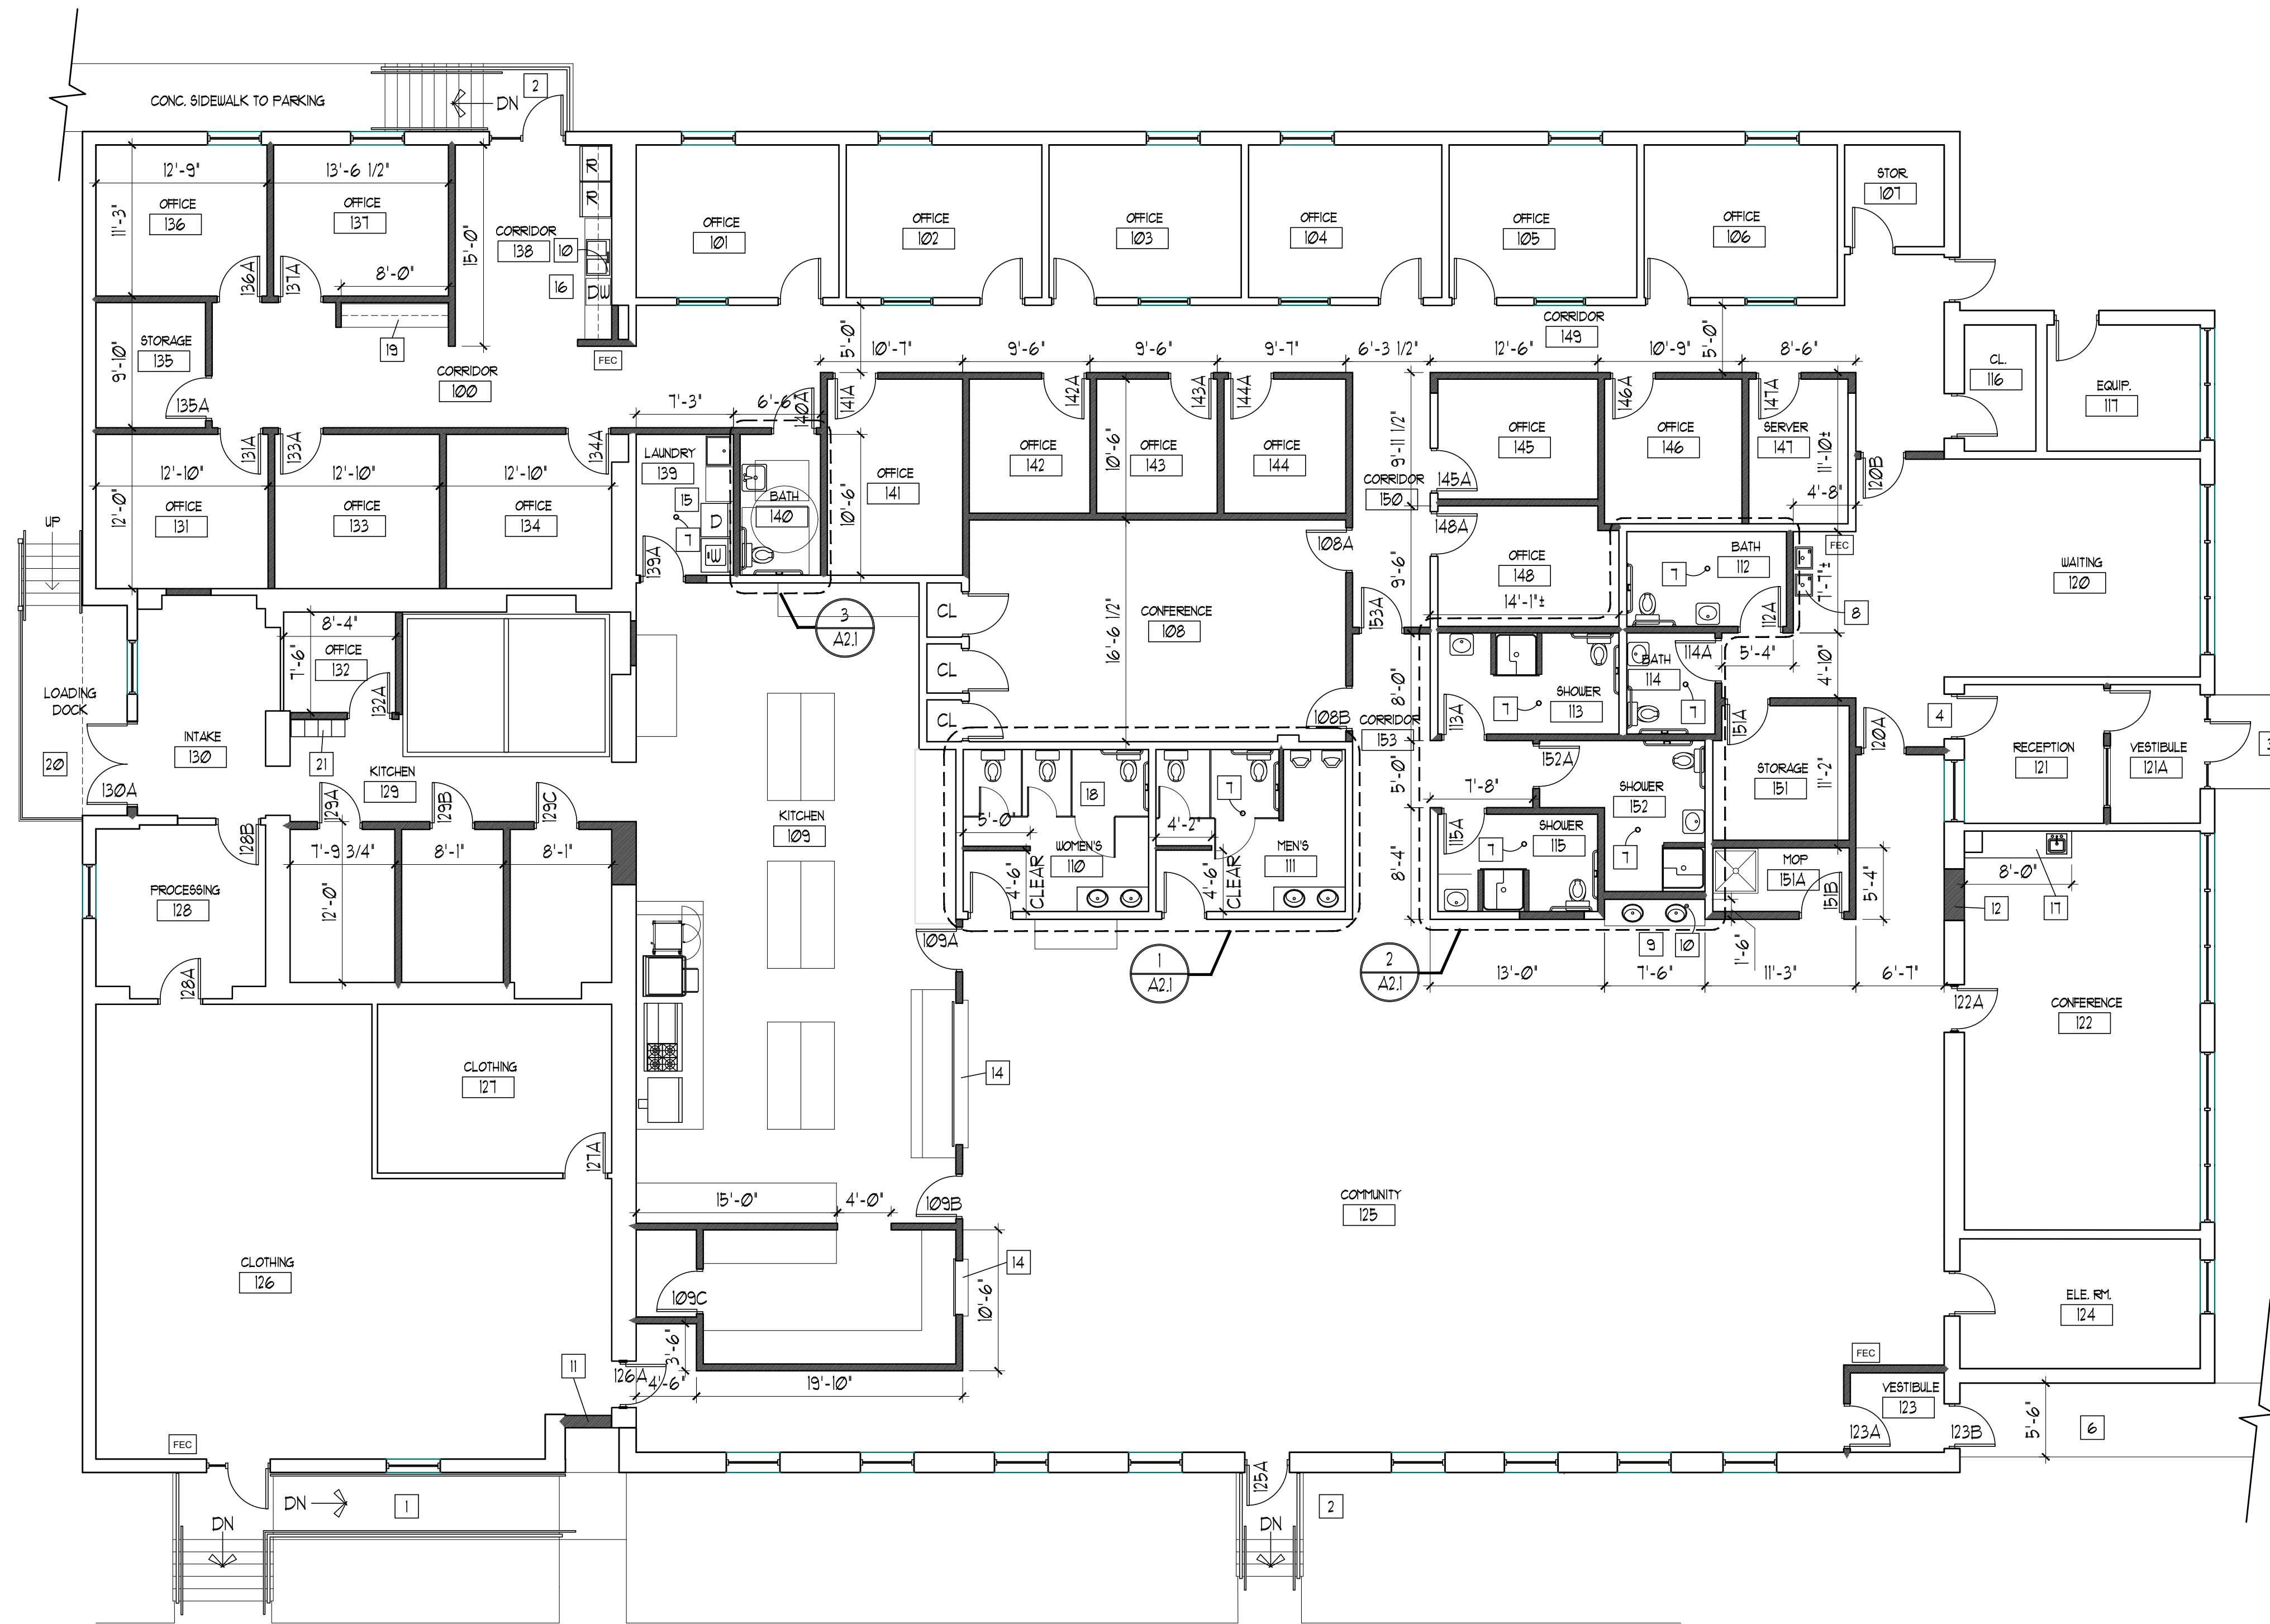 2
CONC. SIDEWALK TO PARKING
DN
12'-9"
13'-6 1/2"
OFFICE
136
11'-3"
OFFICE
137
15'-0"
CORRIDOR
138
10
16
DW
8'-0"
136A
137A
19
STORAGE
135
9'-10"
135A
CORRIDOR
100
FEC
OFFICE
101
OFFICE
102
OFFICE
103
OFFICE
104
OFFICE
105
OFFICE
106
STOR.
107
CORRIDOR
149
5'-0"
5'-0"
10'-7"
9'-6"
9'-6"
9'-7"
6'-3 1/2"
12'-6"
10'-9"
8'-6"
CL.
116
EQUIP.
117
7'-3"
6'-6"
140A
141A
142A
143A
144A
146A
147A
131A
133A
134A
12'-10"
12'-10"
12'-10"
12'-0"
OFFICE
131
OFFICE
133
OFFICE
134
LAUNDRY
139
15
7
D
W
139A
BATH
140
10'-6"
OFFICE
141
OFFICE
142
10'-6"
OFFICE
143
OFFICE
144
9'-11 1/2"
CORRIDOR
150
145A
OFFICE
145
OFFICE
146
SERVER
147
11'-10±
4'-8"
120B
UP
108A
148A
9'-6"
OFFICE
148
14'-1"±
BATH
112
7
112A
FEC
7'-7"±
8
WAITING
120
3
A2.1
CL
CL
CL
CONFERENCE
108
16'-6 1/2"
153A
108B
CORRIDOR
153
8'-4"
7'-6"
OFFICE
132
132A
LOADING
DOCK
20
INTAKE
130
130A
21
KITCHEN
129
129A
129B
129C
8'-0"
SHOWER
113
7
113A
BATH
114
7
114A
5'-4"
4'-10"
151A
STORAGE
151
11'-2"
120A
4
RECEPTION
121
VESTIBULE
121A
5'-0"
152A
7'-8"
SHOWER
152
7
KITCHEN
109
18
7
5'-0"
4'-2"
WOMEN'S
110
MEN'S
111
4'-6"
CLEAR
4'-6"
CLEAR
8'-4"
115A
SHOWER
115
7
MOP
151A
151B
5'-4"
8'-0"
12
17
128B
7'-9 3/4"
8'-1"
8'-1"
12'-0"
PROCESSING
128
128A
109A
1
A2.1
2
A2.1
9
10
1'-6"
13'-0"
7'-6"
11'-3"
6'-7"
122A
CONFERENCE
122
CLOTHING
127
127A
14
COMMUNITY
125
15'-0"
4'-0"
109B
CLOTHING
126
109C
14
10'-6"
ELE. RM.
124
3'-6"
126A
4'-6"
19'-10"
11
FEC
FEC
VESTIBULE
123
123A
123B
5'-6"
6
DN
1
DN
125A
2
DN